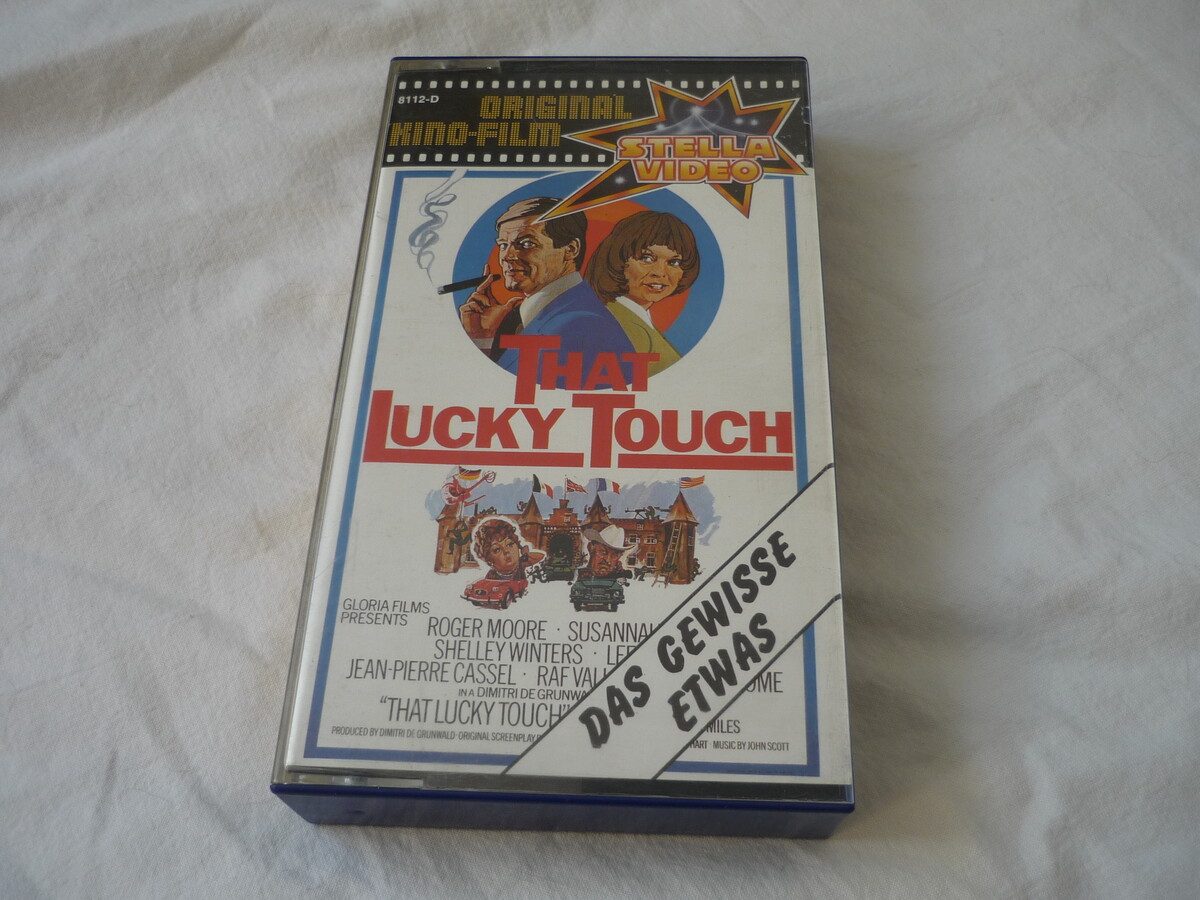 8112-D
ORIGINAL
KINO-FILM
STELLA
VIDEO
THAT
LUCKY TOUCH
GLORIA FILMS
PRESENTS
ROGER MOORE · SUSANNAH
SHELLEY WINTERS ·
JEAN-PIERRE CASSEL · RAF
IN A DIMITRI DE
"THAT LUCKY TOUCH"
MILES
PRODUCED BY DIMITRI DE GRUNWALD · ORIGINAL SCREENPLAY
MUSIC BY JOHN SCOTT
DAS GEWISSE
ETWAS